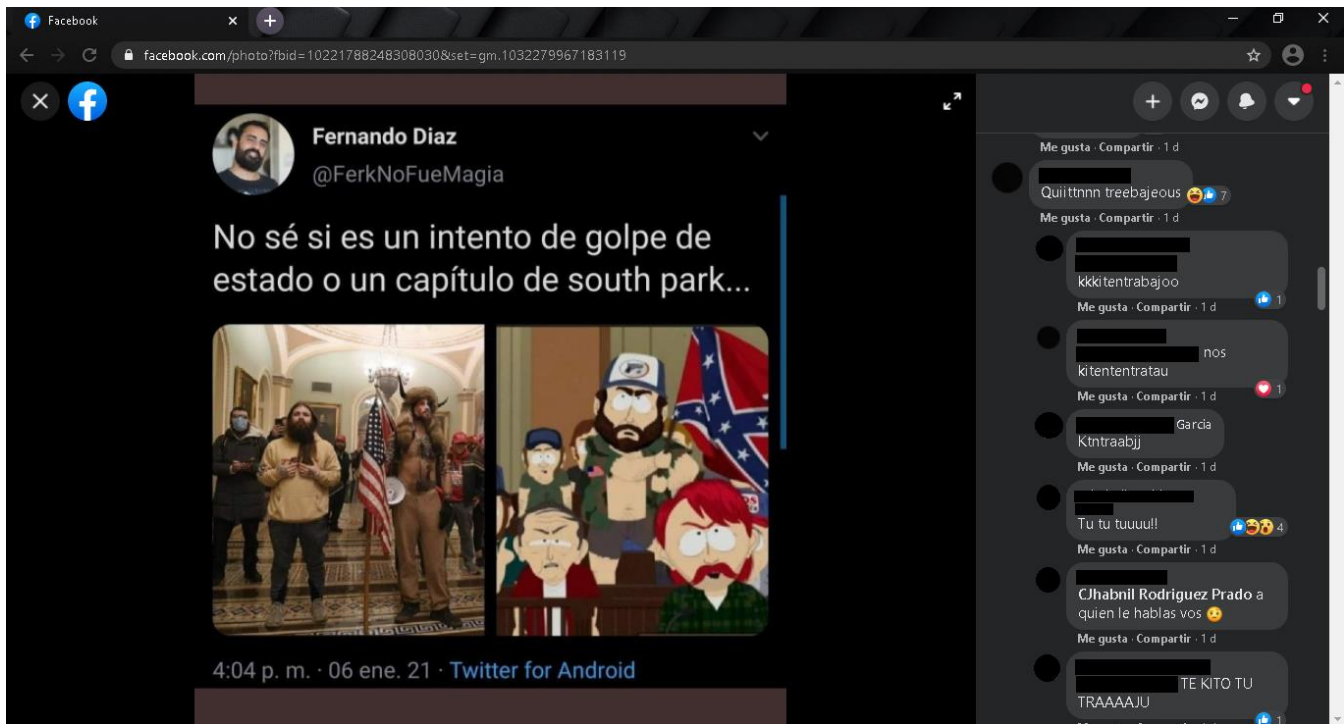 Facebook
facebook.com/photo?fbid=10221788248308030&set=gm.1032279967183119
Fernando Diaz
@FerkNoFueMagia
No sé si es un intento de golpe de
estado o un capítulo de south park...
4:04 p. m. · 06 ene. 21 · Twitter for Android
Me gusta · Compartir · 1 d
Quiittnnn treebajeous
7
Me gusta · Compartir · 1 d
kkkitentrabajoo
1
Me gusta · Compartir · 1 d
nos
kitententratau
1
Me gusta · Compartir · 1 d
Garcia
Ktntraabjj
Me gusta · Compartir · 1 d
Tu tu tuuuu!!
4
Me gusta · Compartir · 1 d
CJhabnil Rodriguez Prado a
quien le hablas vos
Me gusta · Compartir · 1 d
TE KITO TU
TRAAAAJU
1